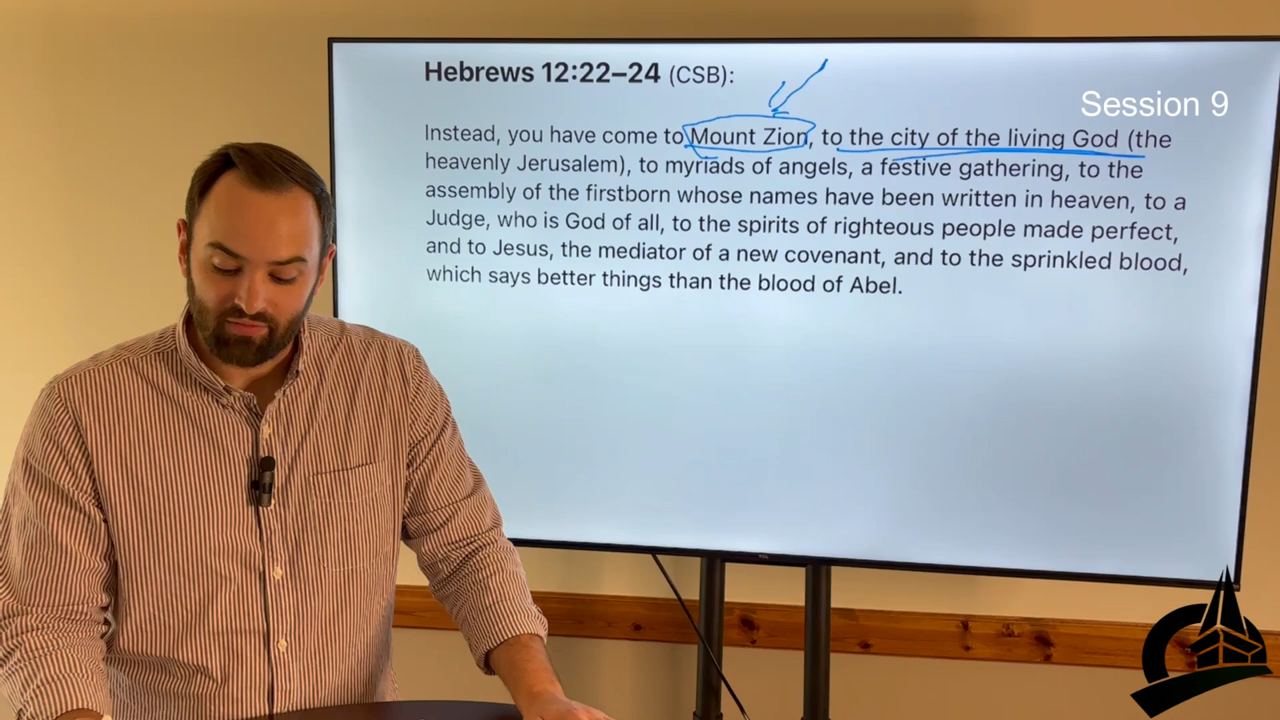 Hebrews 12:22–24 (CSB):
Session 9
Instead, you have come to Mount Zion, to the city of the living God (the
heavenly Jerusalem), to myriads of angels, a festive gathering, to the
assembly of the firstborn whose names have been written in heaven, to a
Judge, who is God of all, to the spirits of righteous people made perfect,
and to Jesus, the mediator of a new covenant, and to the sprinkled blood,
which says better things than the blood of Abel.
TCL